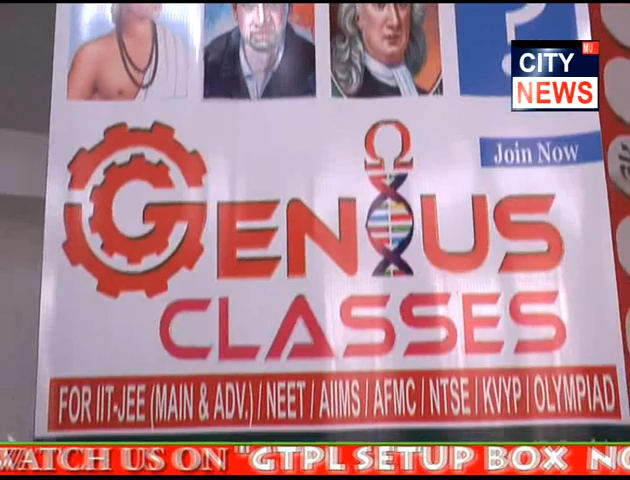 ?
CITY
NEWS
Join Now
GENIUS
CLASSES
FOR IIT-JEE (MAIN & ADV.) / NEET / AIIMS / AFMC / NTSE / KVYP / OLYMPIAD
WATCH US ON "GTPL SETUP BOX